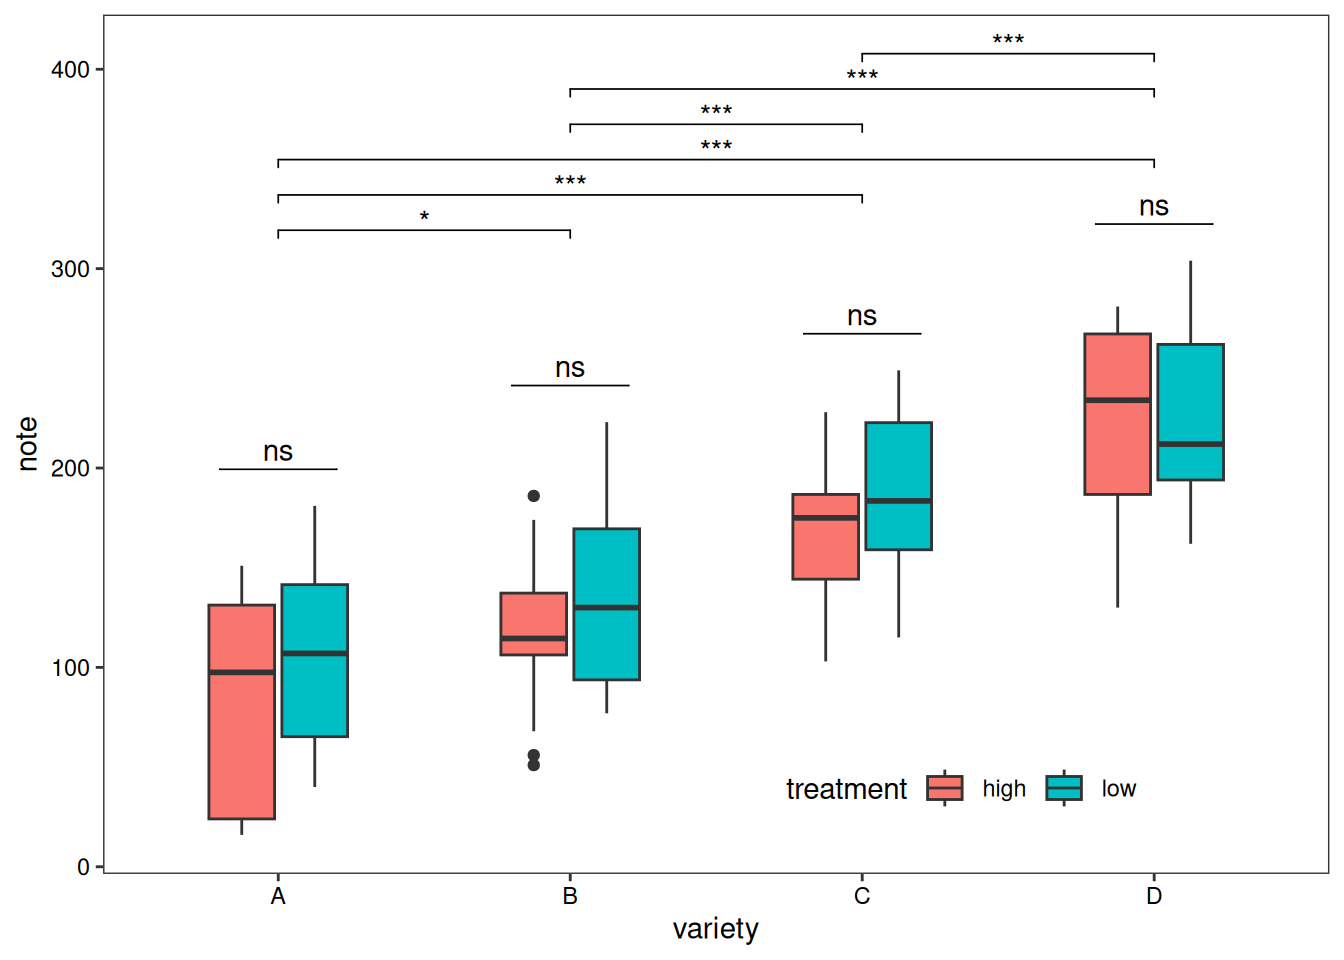 ***
400
***
***
***
***
ns
*
300
ns
ns
ns
note
200
100
treatment high low
0
A B C D
variety